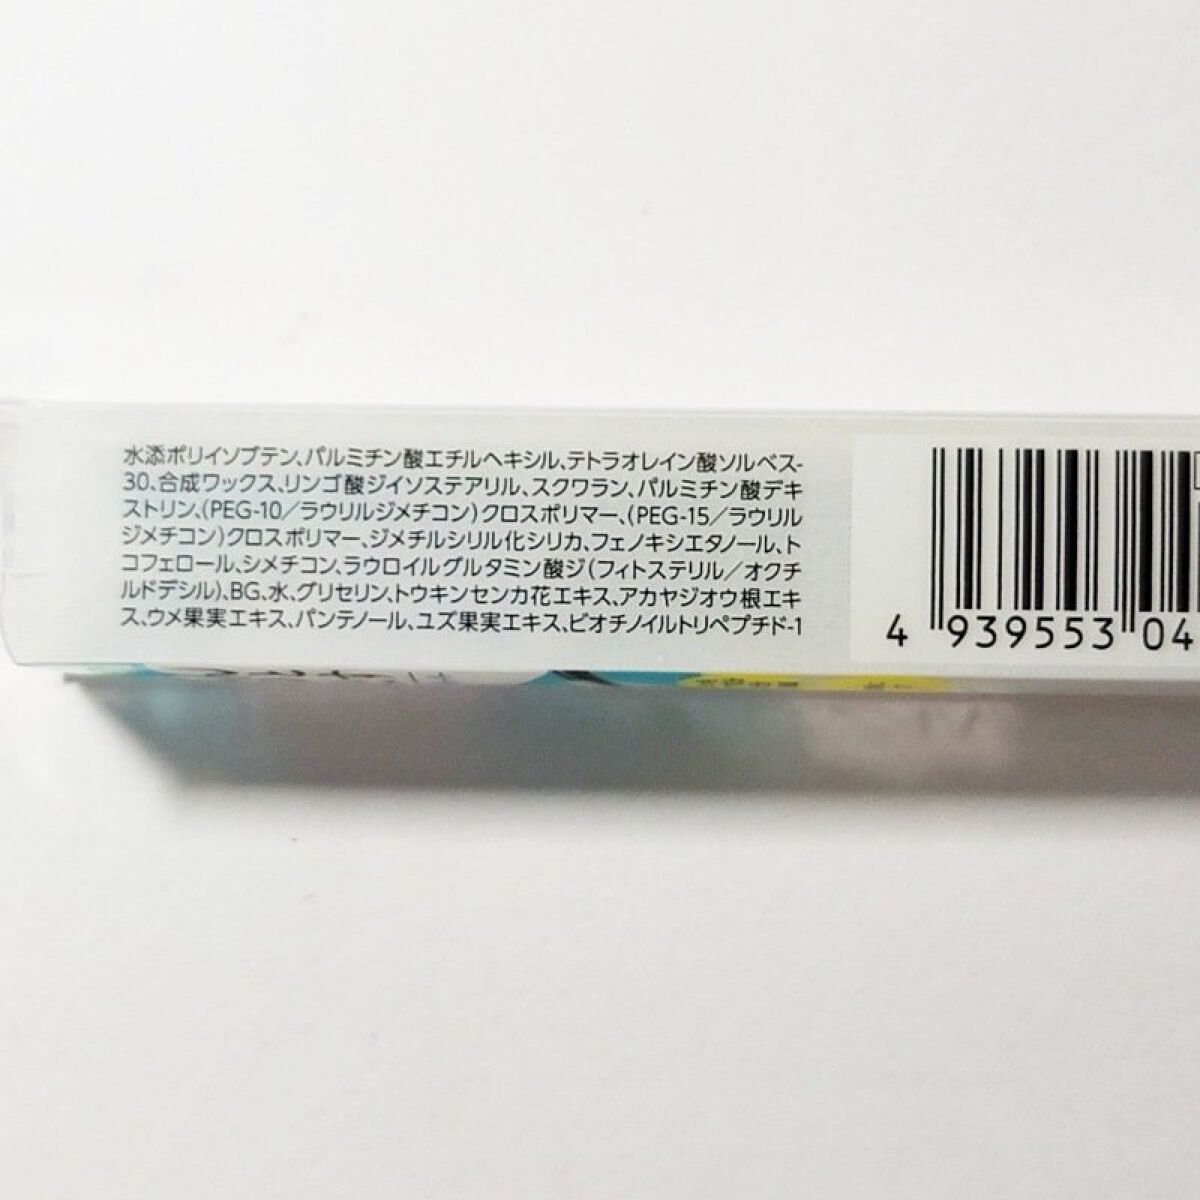 水添ポリイソブテン、パルミチン酸エチルヘキシル、テトラオレイン酸ソルベス-
30、合成ワックス、リンゴ酸ジイソステアリル、スクワラン、パルミチン酸デキ
ストリン、(PEG-10／ラウリルジメチコン)クロスポリマー、(PEG-15／ラウリル
ジメチコン)クロスポリマー、ジメチルシリル化シリカ、フェノキシエタノール、ト
コフェロール、シメチコン、ラウロイルグルタミン酸ジ(フィトステリル／オクチ
ルドデシル)、BG、水、グリセリン、トウキンセンカ花エキス、アカヤジオウ根エキ
ス、ウメ果実エキス、パンテノール、ユズ果実エキス、ビオチノイルトリペプチド-1
4 939553 04